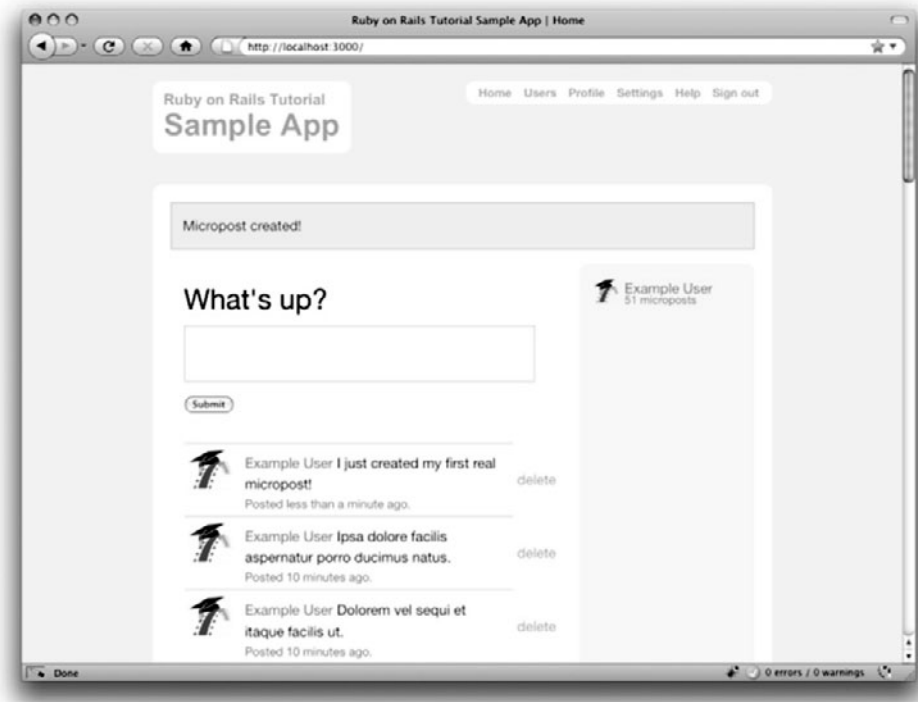 Ruby on Rails Tutorial Sample App | Home
http://localhost:3000/
Ruby on Rails Tutorial
Sample App
Home Users Profile Settings Help Sign out
Micropost created!
What's up?
Example User
51 microposts
Submit
Example User I just created my first real
micropost!
delete
Posted less than a minute ago.
Example User Ipsa dolore facilis
aspernatur porro ducimus natus.
delete
Posted 10 minutes ago.
Example User Dolorem vel sequi et
itaque facilis ut.
delete
Posted 10 minutes ago.
Done
0 errors / 0 warnings